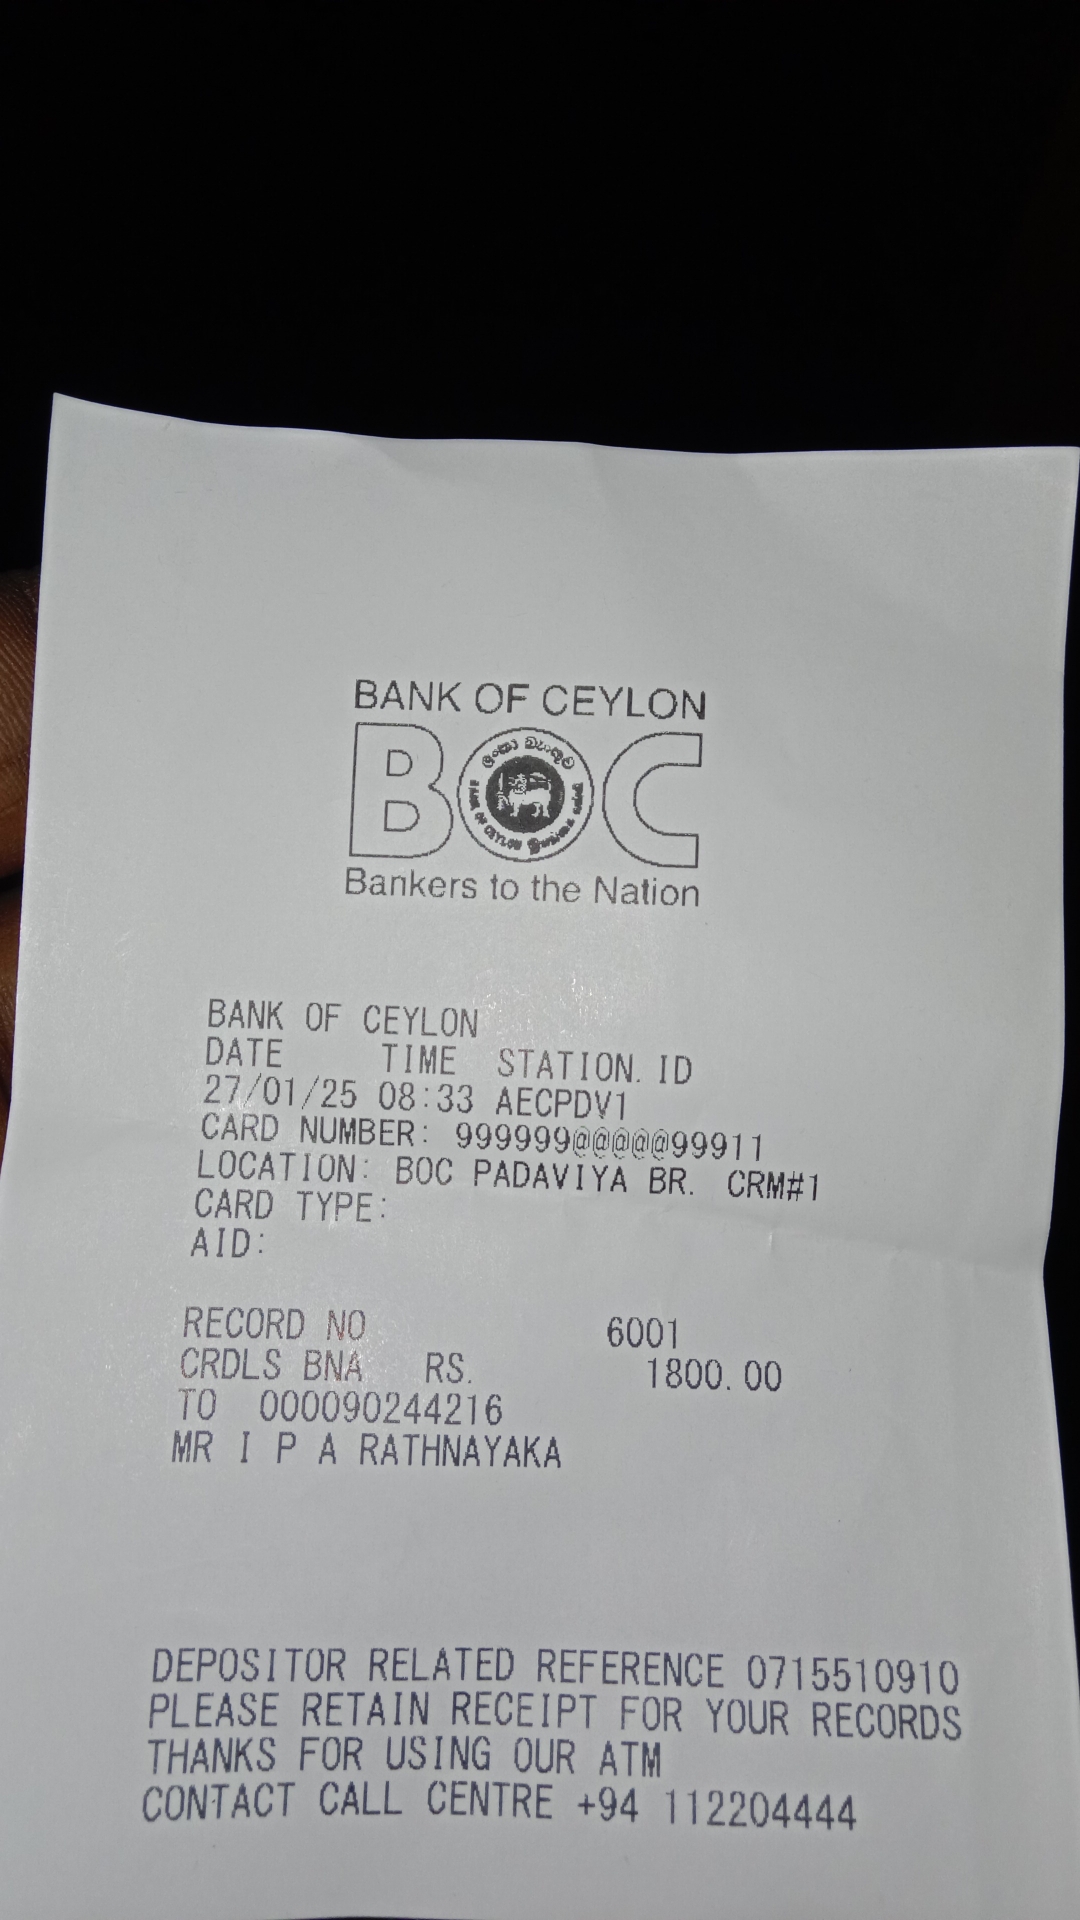 BANK OF CEYLON
BOC
ලංකා බැංකුව
BANK OF CEYLON
Bankers to the Nation
BANK OF CEYLON
DATE TIME STATION. ID
27/01/25 08:33 AECPDV1
CARD NUMBER: 999999@@@@@99911
LOCATION: BOC PADAVIYA BR. CRM#1
CARD TYPE:
AID:
RECORD NO 6001
CRDLS BNA RS. 1800.00
TO 000090244216
MR I P A RATHNAYAKA
DEPOSITOR RELATED REFERENCE 0715510910
PLEASE RETAIN RECEIPT FOR YOUR RECORDS
THANKS FOR USING OUR ATM
CONTACT CALL CENTRE +94 112204444